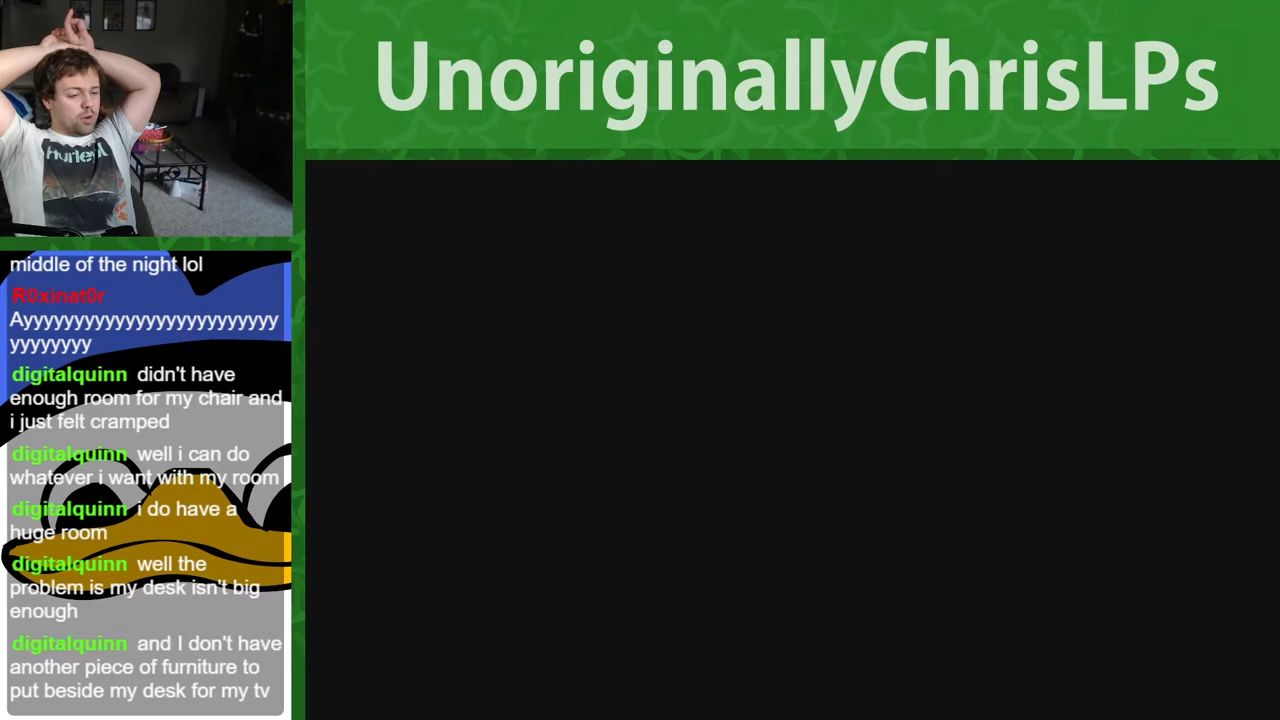 UnoriginallyChrisLPs
Hurley
middle of the night lol
R0xinat0r
Ayyyyyyyyyyyyyyyyyyyyyyyyy
yyyyyyyy
digitalquinn didn't have
enough room for my chair and
i just felt cramped
digitalquinn well i can do
whatever i want with my room
digitalquinn i do have a
huge room
digitalquinn well the
problem is my desk isn't big
enough
digitalquinn and I don't have
another piece of furniture to
put beside my desk for my tv